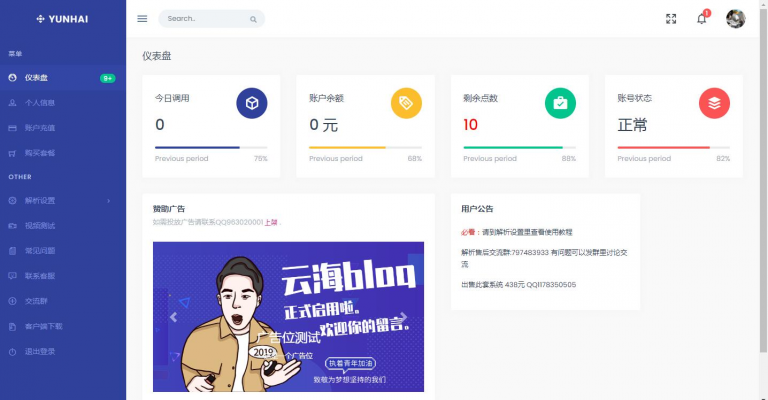 YUNHAI
Search..
1
菜单
仪表盘
9+
个人信息
账户充值
购买套餐
OTHER
解析设置
视频测试
常见问题
联系客服
交流群
客户端下载
退出登录
仪表盘
今日调用
0
Previous period 75%
账户余额
0 元
Previous period 68%
剩余点数
10
Previous period 88%
账号状态
正常
Previous period 82%
赞助广告
如需投放广告请联系QQ963020001 上架 .
云海blog
正式启用啦。
欢迎你的留言。
广告位测试
2019
一个广告位
执着青年加油
致敬为梦想坚持的我们
用户公告
必看：请到解析设置里查看使用教程
解析售后交流群:797483933 有问题可以发群里讨论交
流
出售此套系统 438元 QQ1178350505